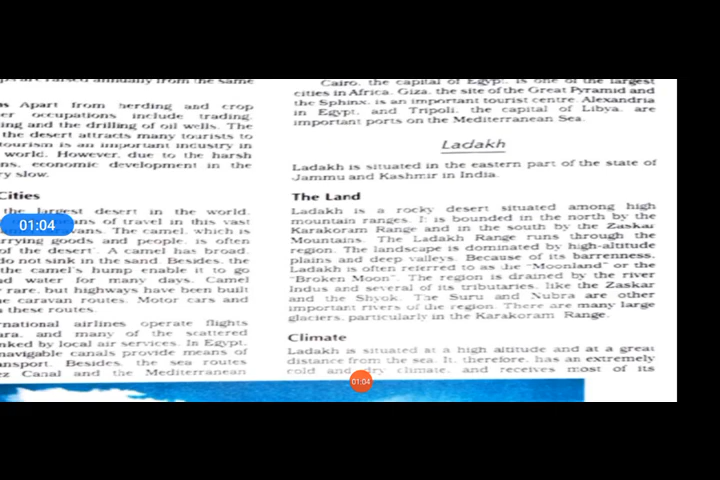 raised annually from the same
Apart from herding and crop
occupations include trading,
and the drilling of oil wells. The
the desert attracts many tourists to
tourism is an important industry in
world. However, due to the harsh
economic development in the
slow.
Cities
the largest desert in the world.
means of travel in this vast
The camel, which is
carrying goods and people, is often
of the desert'. A camel has broad,
do not sink in the sand. Besides, the
the camel's hump enable it to go
water for many days. Camel
rare, but highways have been built
caravan routes. Motor cars and
these routes.
international airlines operate flights
and many of the scattered
linked by local air services. In Egypt,
navigable canals provide means of
transport. Besides, the sea routes
Canal and the Mediterranean
Cairo, the capital of Egypt, is one of the largest
cities in Africa. Giza, the site of the Great Pyramid and
the Sphinx, is an important tourist centre. Alexandria
in Egypt, and Tripoli, the capital of Libya, are
important ports on the Mediterranean Sea.
Ladakh
Ladakh is situated in the eastern part of the state of
Jammu and Kashmir in India.
The Land
Ladakh is a rocky desert situated among high
mountain ranges. It is bounded in the north by the
Karakoram Range and in the south by the Zaskar
Mountains. The Ladakh Range runs through the
region. The landscape is dominated by high-altitude
plains and deep valleys. Because of its barrenness,
Ladakh is often referred to as the "Moonland" or the
"Broken Moon". The region is drained by the river
Indus and several of its tributaries, like the Zaskar
and the Shyok. The Suru and Nubra are other
important rivers of the region. There are many large
glaciers, particularly in the Karakoram Range.
Climate
Ladakh is situated at a high altitude and at a great
distance from the sea. It, therefore, has an extremely
cold and dry climate, and receives most of its
01:04
01:04